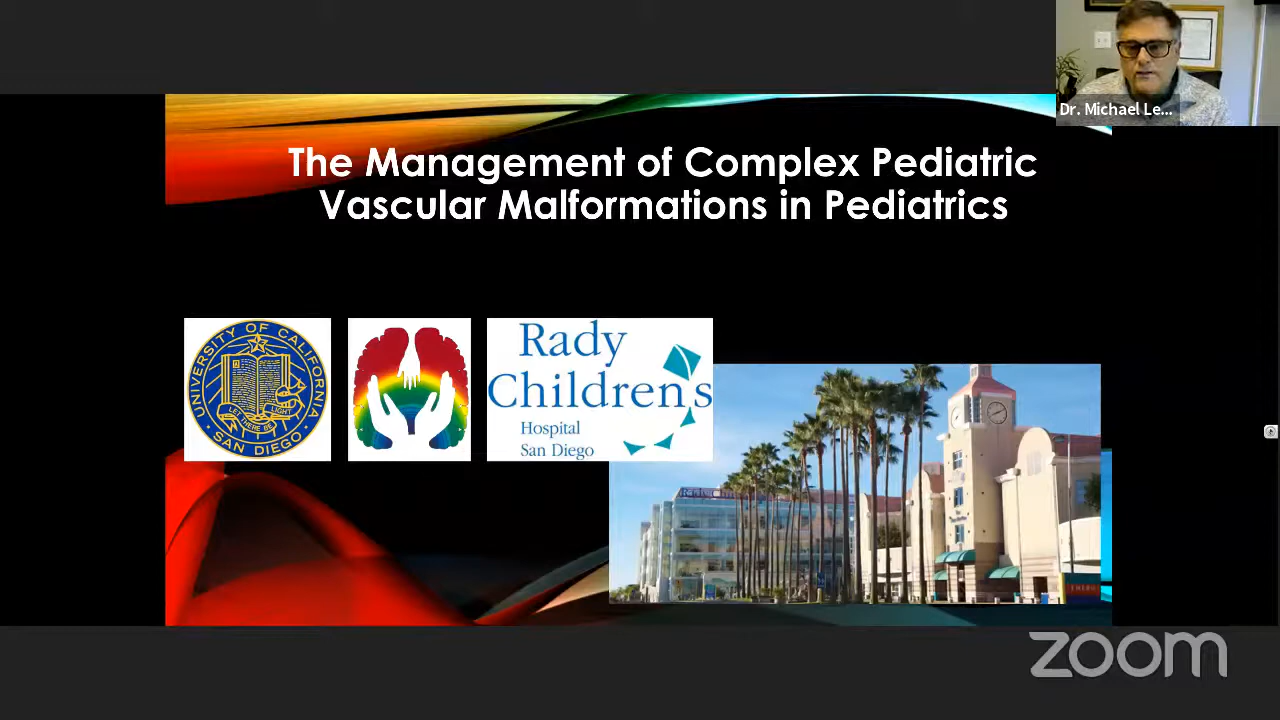 Dr. Michael Le...
The Management of Complex Pediatric
Vascular Malformations in Pediatrics
UNIVERSITY OF CALIFORNIA
SAN DIEGO
LET THERE BE LIGHT
Rady
Children's
Hospital
San Diego
zoom